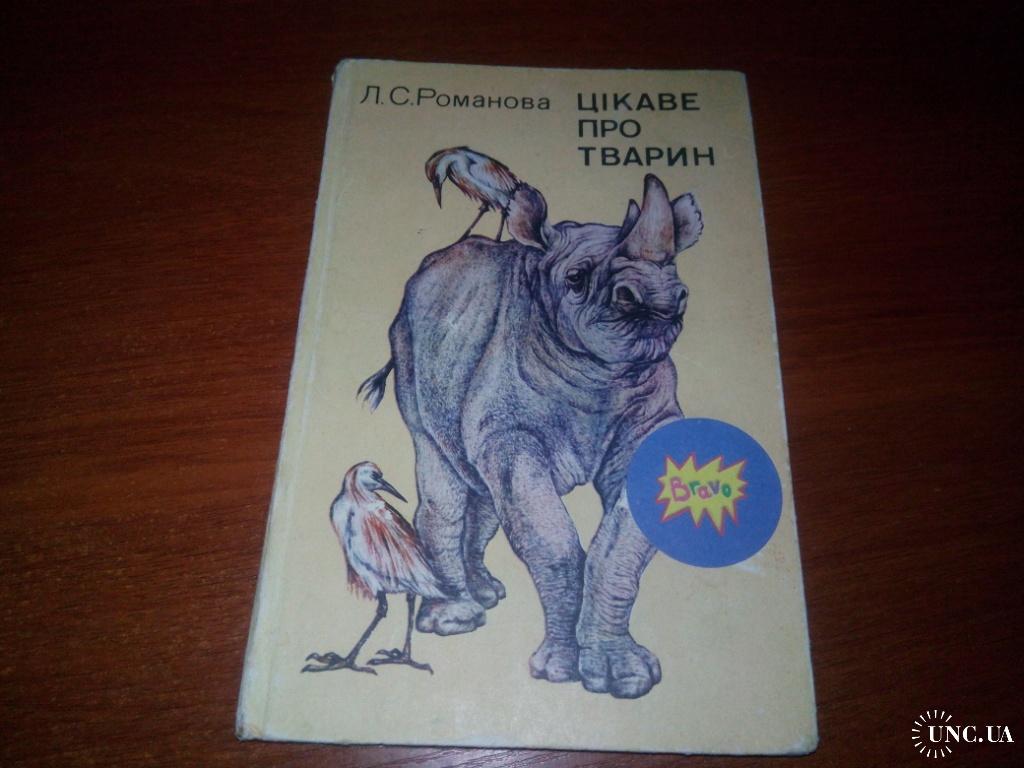 Л.С.Романова
ЦІКАВЕ
ПРО
ТВАРИН
Bravo
UNC.UA